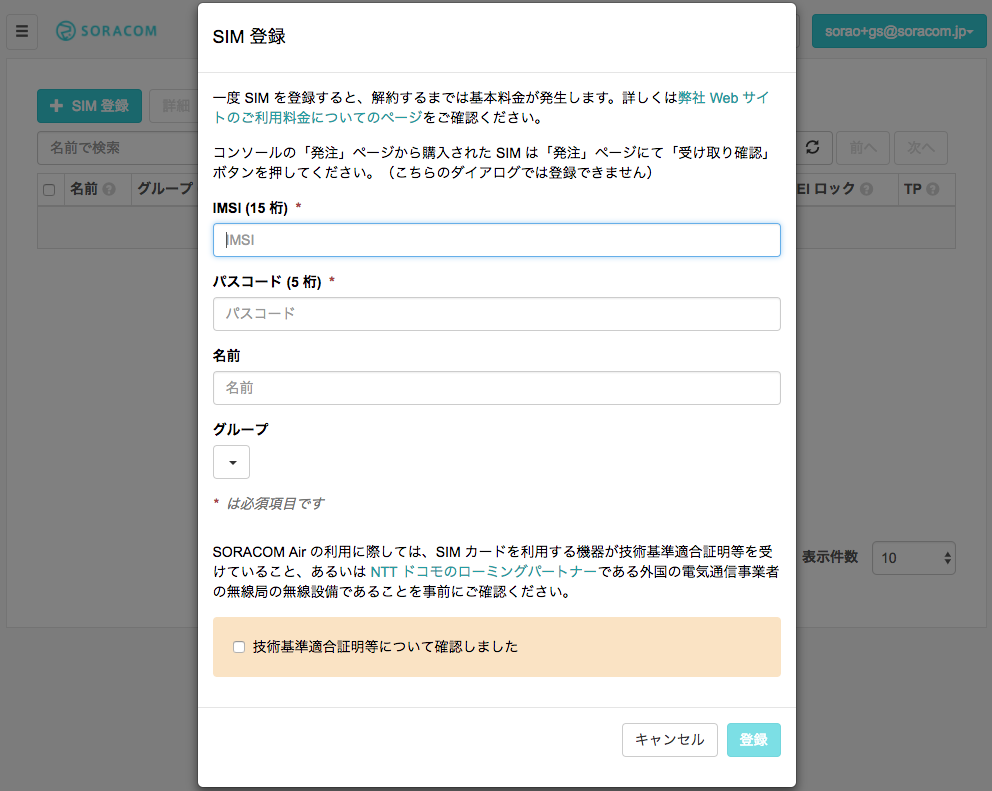 SIM 登録
SORACOM
sorao+gs@soracom.jp
一度 SIM を登録すると、解約するまでは基本料金が発生します。詳しくは弊社 Web サイ
トのご利用料金についてのページをご確認ください。
+ SIM 登録
詳細
コンソールの「発注」ページから購入された SIM は「発注」ページにて「受け取り確認」
ボタンを押してください。（こちらのダイアログでは登録できません）
名前で検索
前へ
次へ
名前
グループ
EI ロック
TP
IMSI (15 桁) *
IMSI
パスコード (5 桁) *
パスコード
名前
名前
グループ
* は必須項目です
SORACOM Air の利用に際しては、SIM カードを利用する機器が技術基準適合証明等を受
けていること、あるいは NTT ドコモのローミングパートナーである外国の電気通信事業者
の無線局の無線設備であることを事前にご確認ください。
表示件数
10
技術基準適合証明等について確認しました
キャンセル
登録